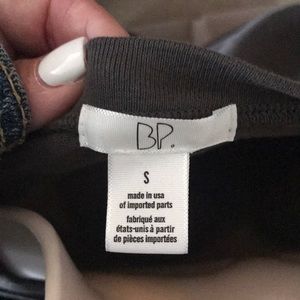 BP.
S
made in usa
of imported parts
fabriqué aux
états-unis à partir
de pièces importées